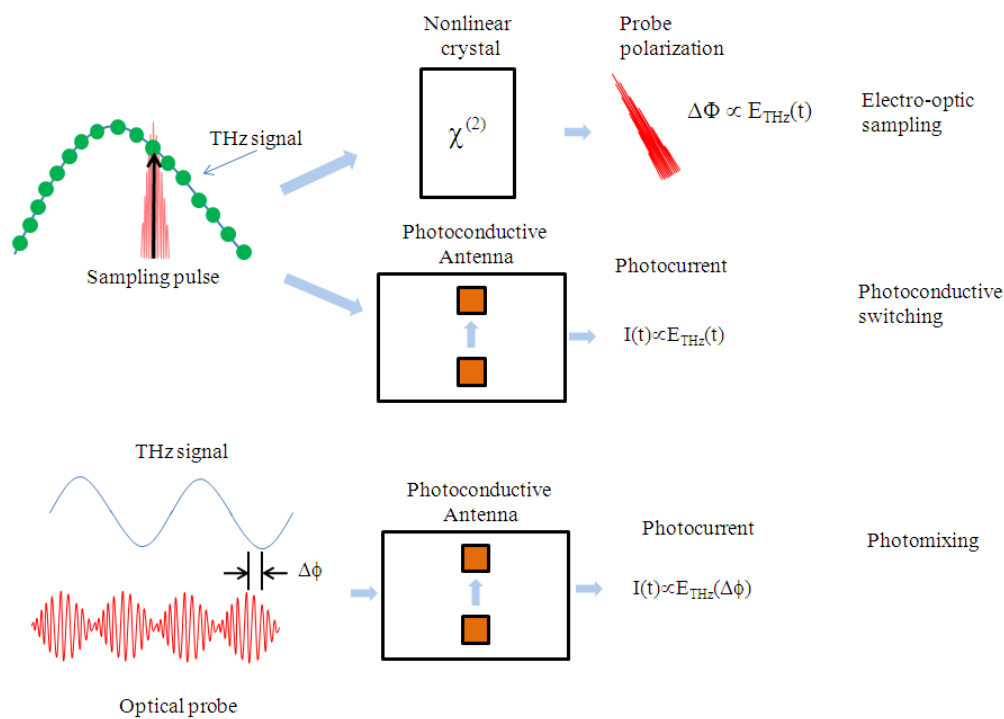 Nonlinear
crystal
Probe
polarization
THz signal
χ(2)
ΔΦ ∝ ETHz(t)
Electro-optic
sampling
Sampling pulse
Photoconductive
Antenna
Photocurrent
I(t)∝ETHz(t)
Photoconductive
switching
THz signal
Δϕ
Optical probe
Photoconductive
Antenna
Photocurrent
I(t)∝ETHz(Δϕ)
Photomixing